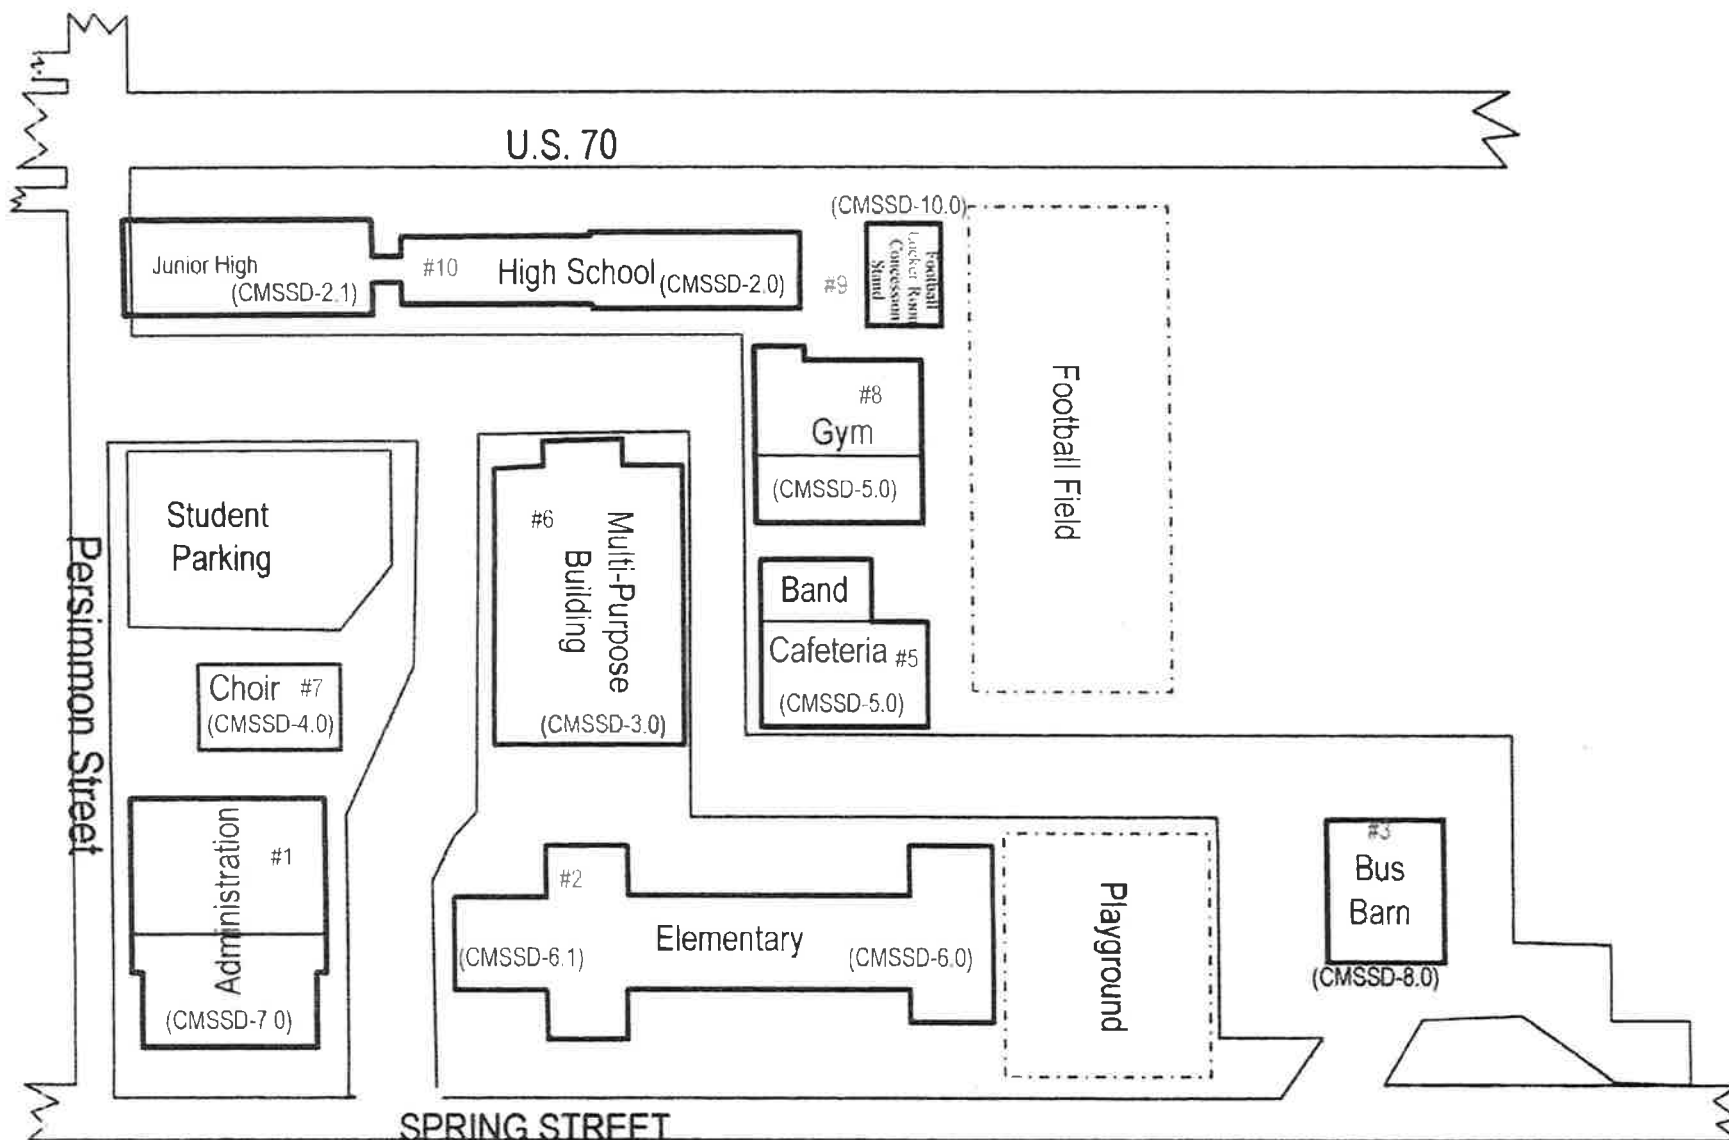 U.S. 70
(CMSSD-10.0)
Junior High
(CMSSD-2.1)
#10
High School
(CMSSD-2.0)
#9
Football
Locker Room
Concession
Stand
#8
Gym
(CMSSD-5.0)
Football Field
Student
Parking
#6
Multi-Purpose
Building
(CMSSD-3.0)
Band
Cafeteria #5
(CMSSD-5.0)
Persimmon Street
Choir #7
(CMSSD-4.0)
Administration
#1
(CMSSD-7 0)
#2
Elementary
(CMSSD-6.1)
(CMSSD-6.0)
Playground
#3
Bus
Barn
(CMSSD-8.0)
SPRING STREET